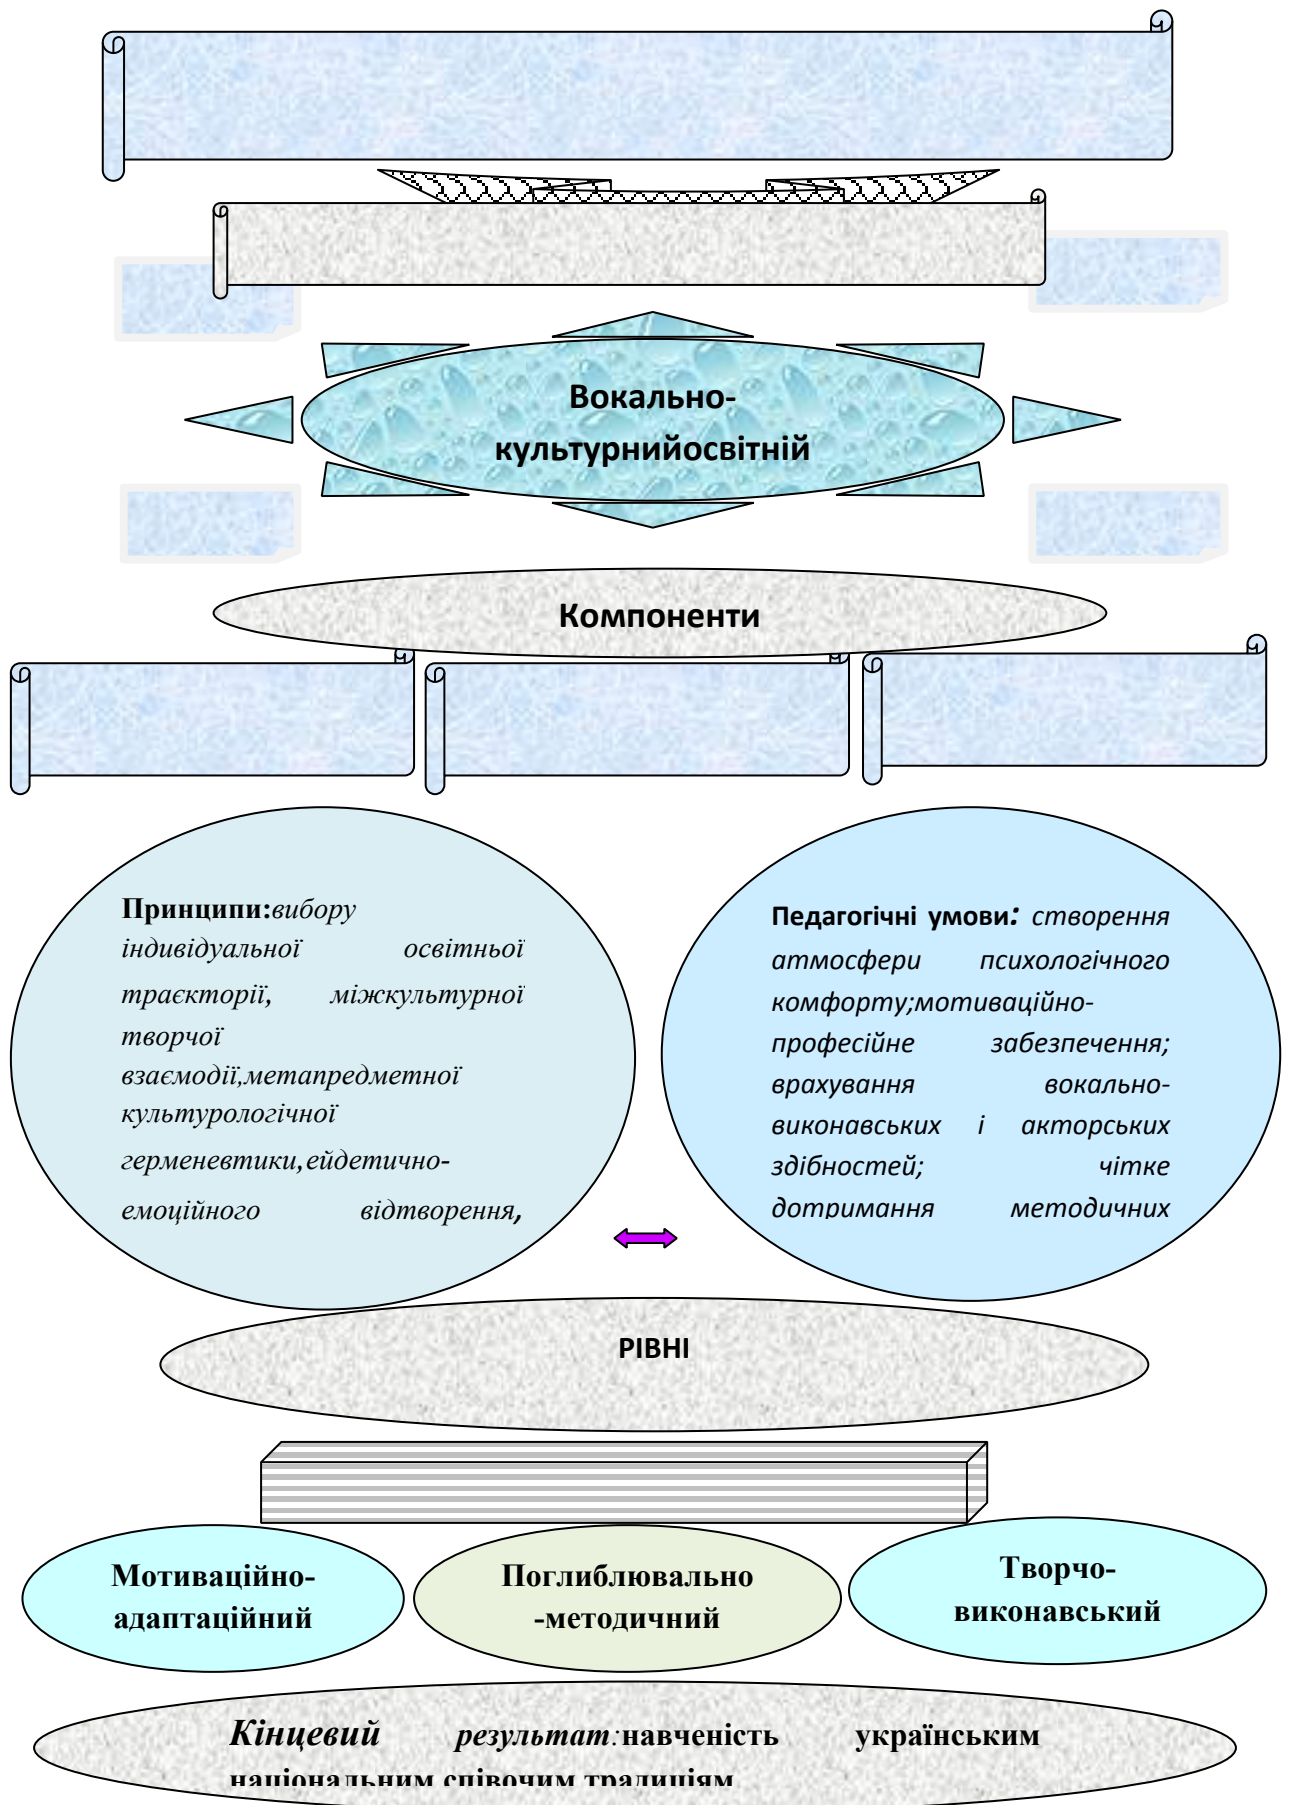 Вокально-
культурнийосвітній
Компоненти
Принципи:вибору
індивідуальної освітньої
траєкторії, міжкультурної
творчої
взаємодії,метапредметної
культурологічної
герменевтики,ейдетично-
емоційного відтворення,
Педагогічні умови: створення
атмосфери психологічного
комфорту;мотиваційно-
професійне забезпечення;
врахування вокально-
виконавських і акторських
здібностей; чітке
дотримання методичних
РІВНІ
Мотиваційно-
адаптаційний
Поглиблювально
-методичний
Творчо-
виконавський
Кінцевий результат:навченість українським
національним співочим традиціям